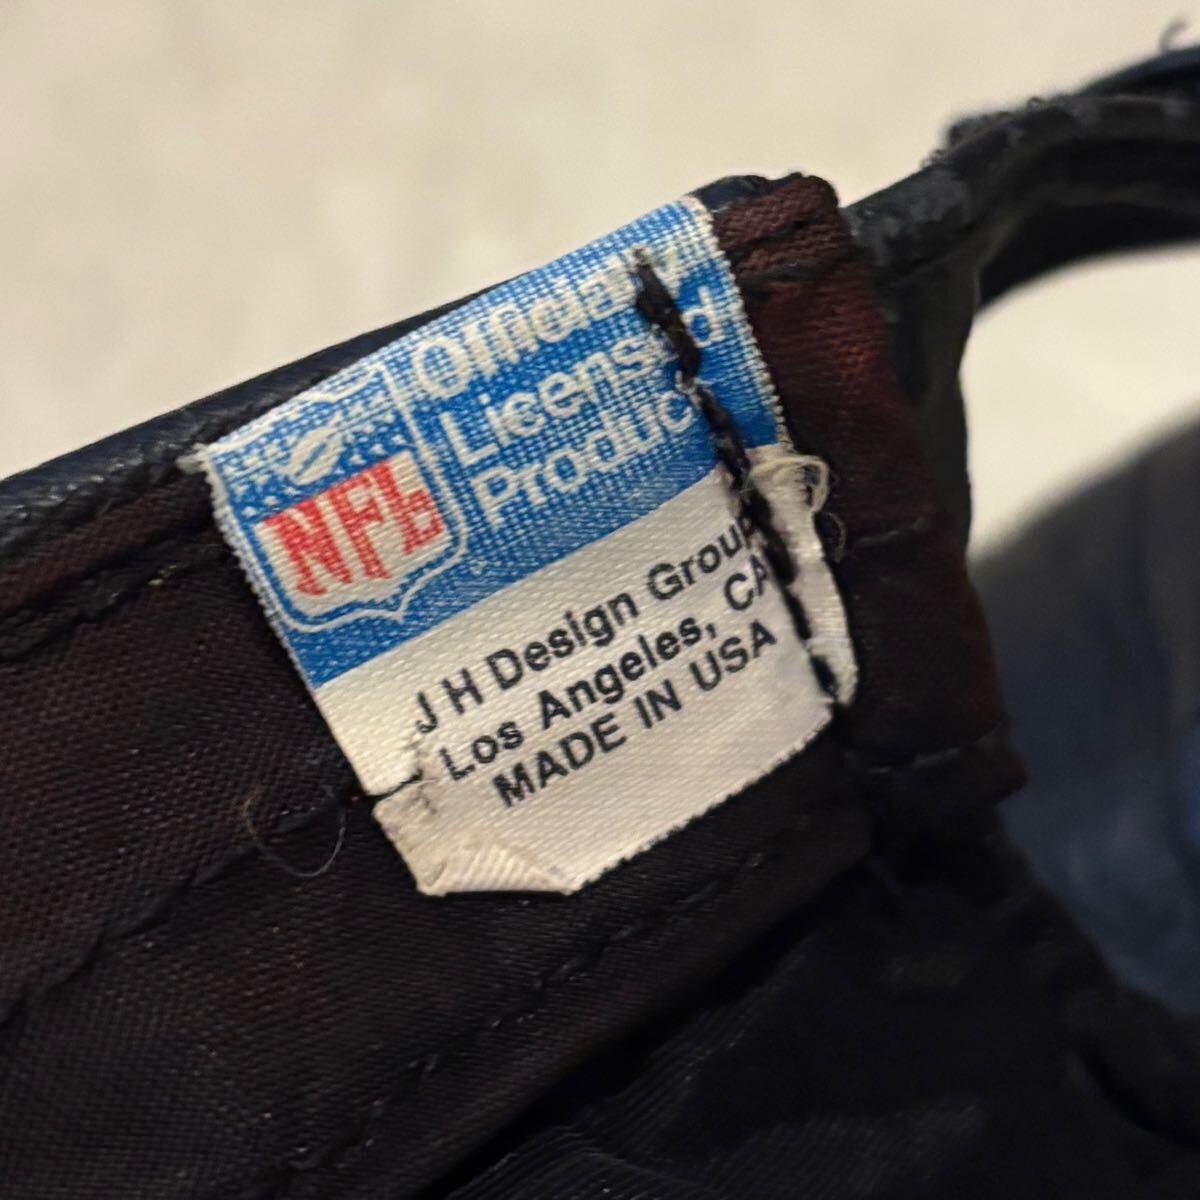 Officially
Licensed
Product
NFL
J H Design Group
Los Angeles, CA
MADE IN USA